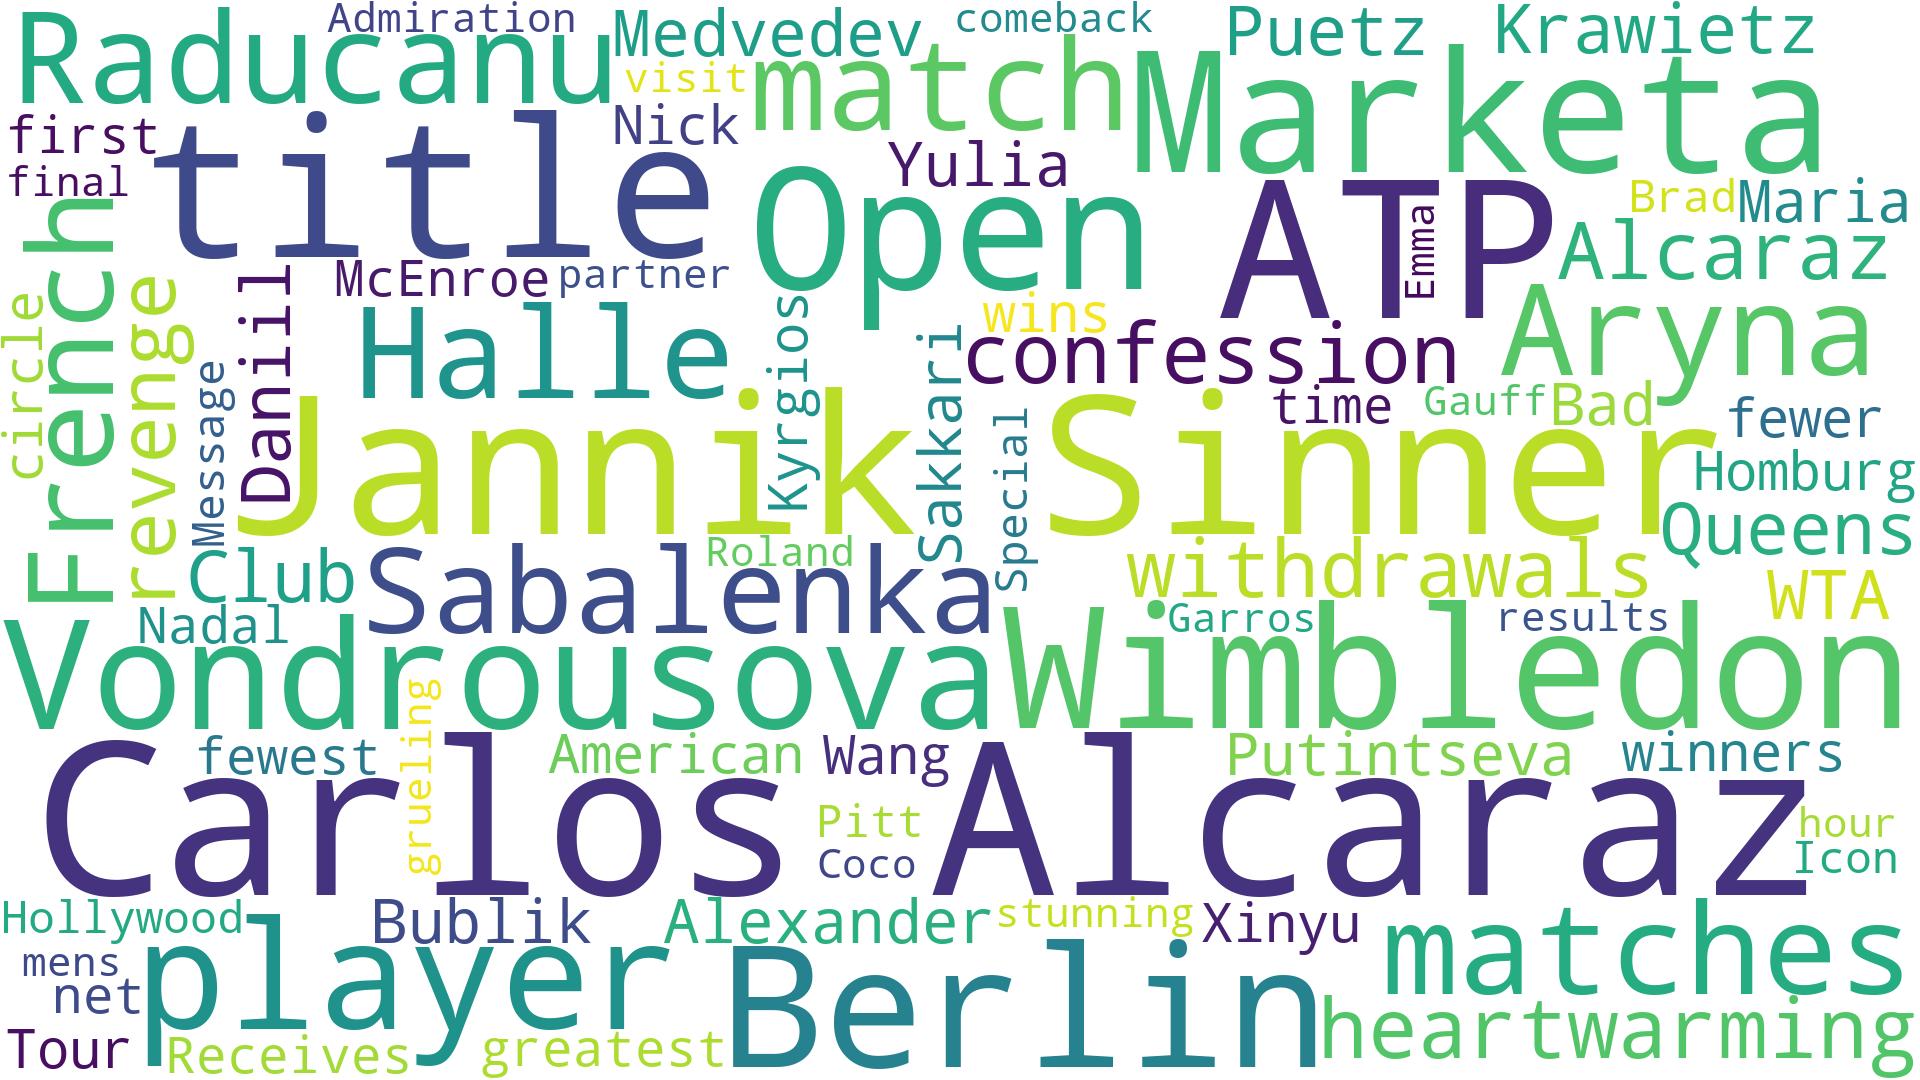 Admiration
Raducanu
Medvedev
comeback
Puetz
Krawietz
visit
match
Marketa
first
title
Nick
Yulia
final
Open
ATP
Emma
Brad
Maria
Alcaraz
French
McEnroe
partner
circle
revenge
Daniil
Halle
Kyrgios
wins
confession
Aryna
Message
Jannik Sinner
Sakkari
Special
time
Gauff
Bad
fewer
Homburg
Queens
Club
Sabalenka
Roland
withdrawals
WTA
Nadal
Vondrousova
Wimbledon
Garros
results
fewest
grueling
American
Wang
Putintseva
winners
Carlos Alcaraz
Pitt
Coco
hour
Icon
Hollywood
Bublik
Alexander
stunning
Xinyu
matches
mens
net
player
Berlin
heartwarming
Tour
Receives
greatest